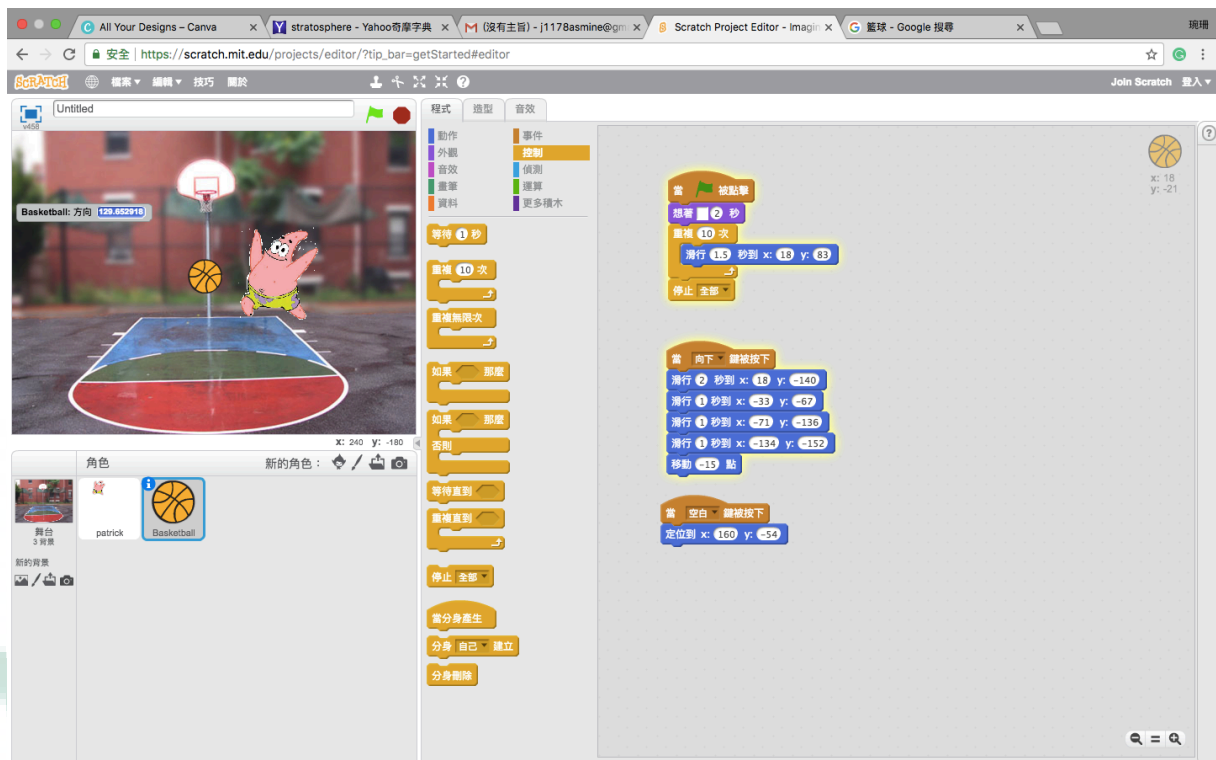 All Your Designs – Canva
stratosphere - Yahoo奇摩字典
(沒有主旨) - j1178asmine@gm
Scratch Project Editor - Imagin
籃球 - Google 搜尋
琬珊
安全 | https://scratch.mit.edu/projects/editor/?tip_bar=getStarted#editor
SCRATCH 檔案 編輯 技巧 關於
Join Scratch 登入
v458
Untitled
Basketball: 方向 129.652918
x: 240 y: -180
角色 新的角色：
舞台
3 背景
新的背景
patrick
Basketball
程式 造型 音效
動作 事件
外觀 控制
音效 偵測
畫筆 運算
資料 更多積木
等待 1 秒
重複 10 次
重複無限次
如果 那麼
如果 那麼
否則
等待直到
重複直到
停止 全部
當分身產生
分身 自己 建立
分身刪除
當 被點擊
想著 2 秒
重複 10 次
滑行 1.5 秒到 x: 18 y: 83
停止 全部
當 向下 鍵被按下
滑行 2 秒到 x: 18 y: -140
滑行 1 秒到 x: -33 y: -67
滑行 1 秒到 x: -71 y: -136
滑行 1 秒到 x: -134 y: -152
移動 -15 點
當 空白 鍵被按下
定位到 x: 160 y: -54
x: 18
y: -21